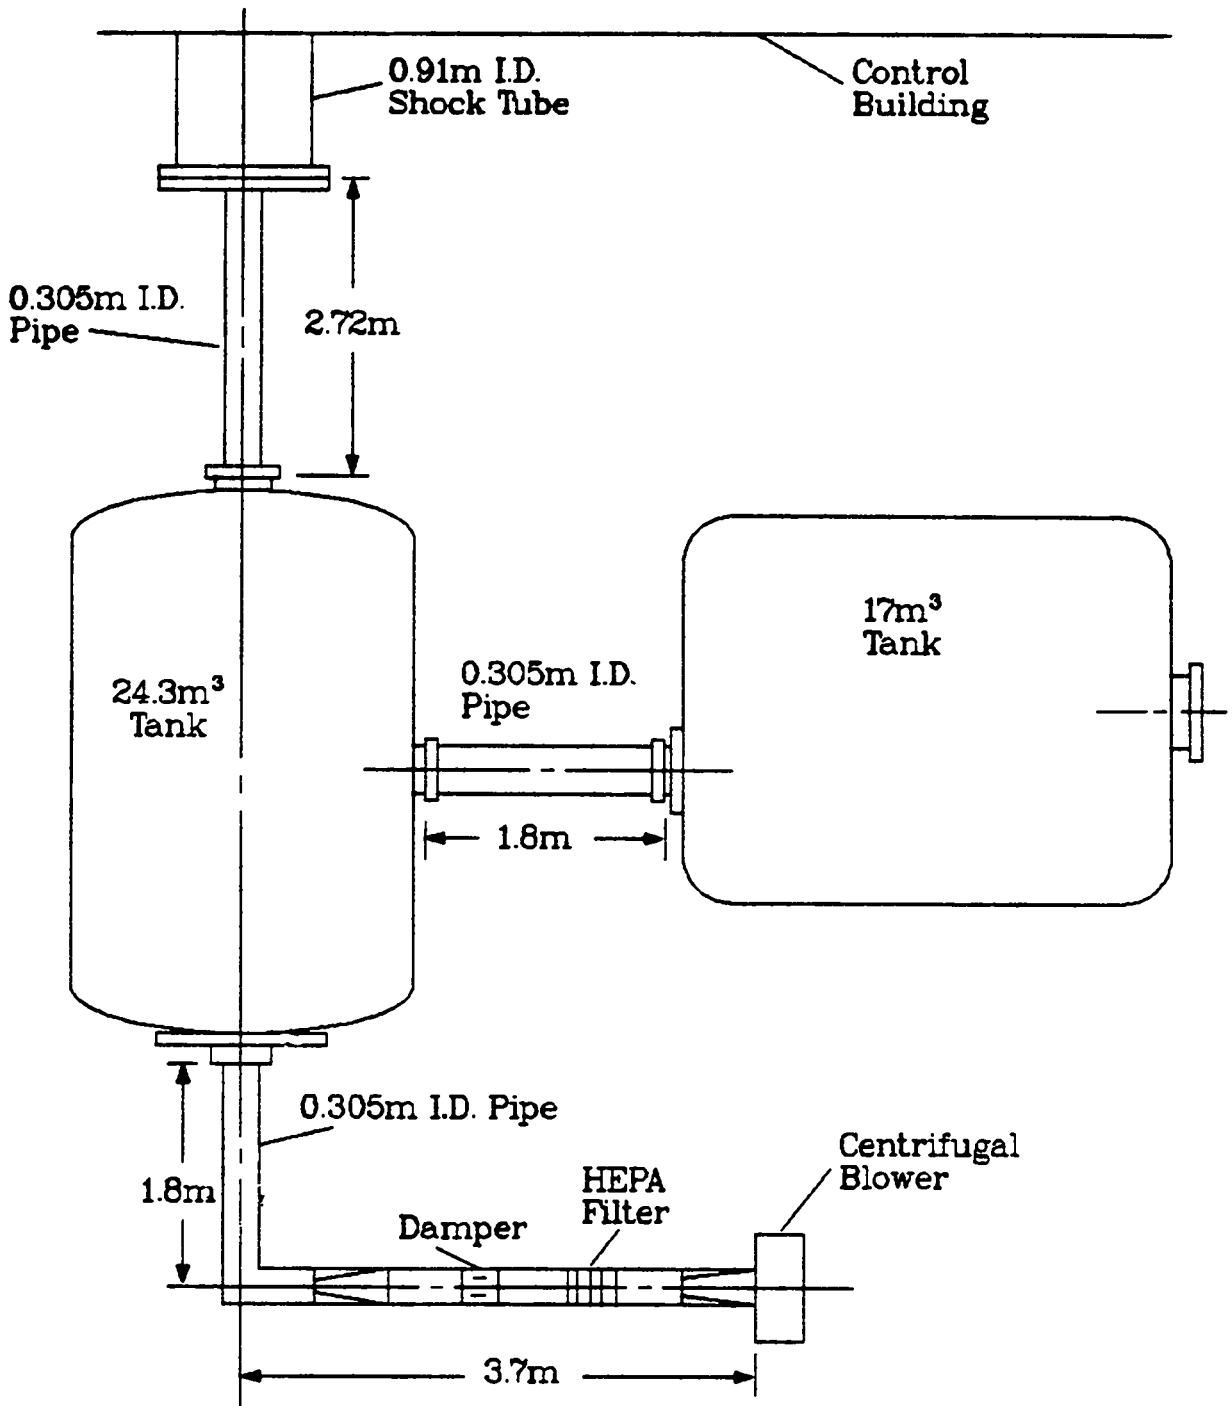 0.91m I.D.
Shock Tube
Control
Building
0.305m I.D.
Pipe
2.72m
17m³
Tank
0.305m I.D.
Pipe
24.3m³
Tank
1.8m
0.305m I.D. Pipe
1.8m
Centrifugal
Blower
HEPA
Filter
Damper
3.7m